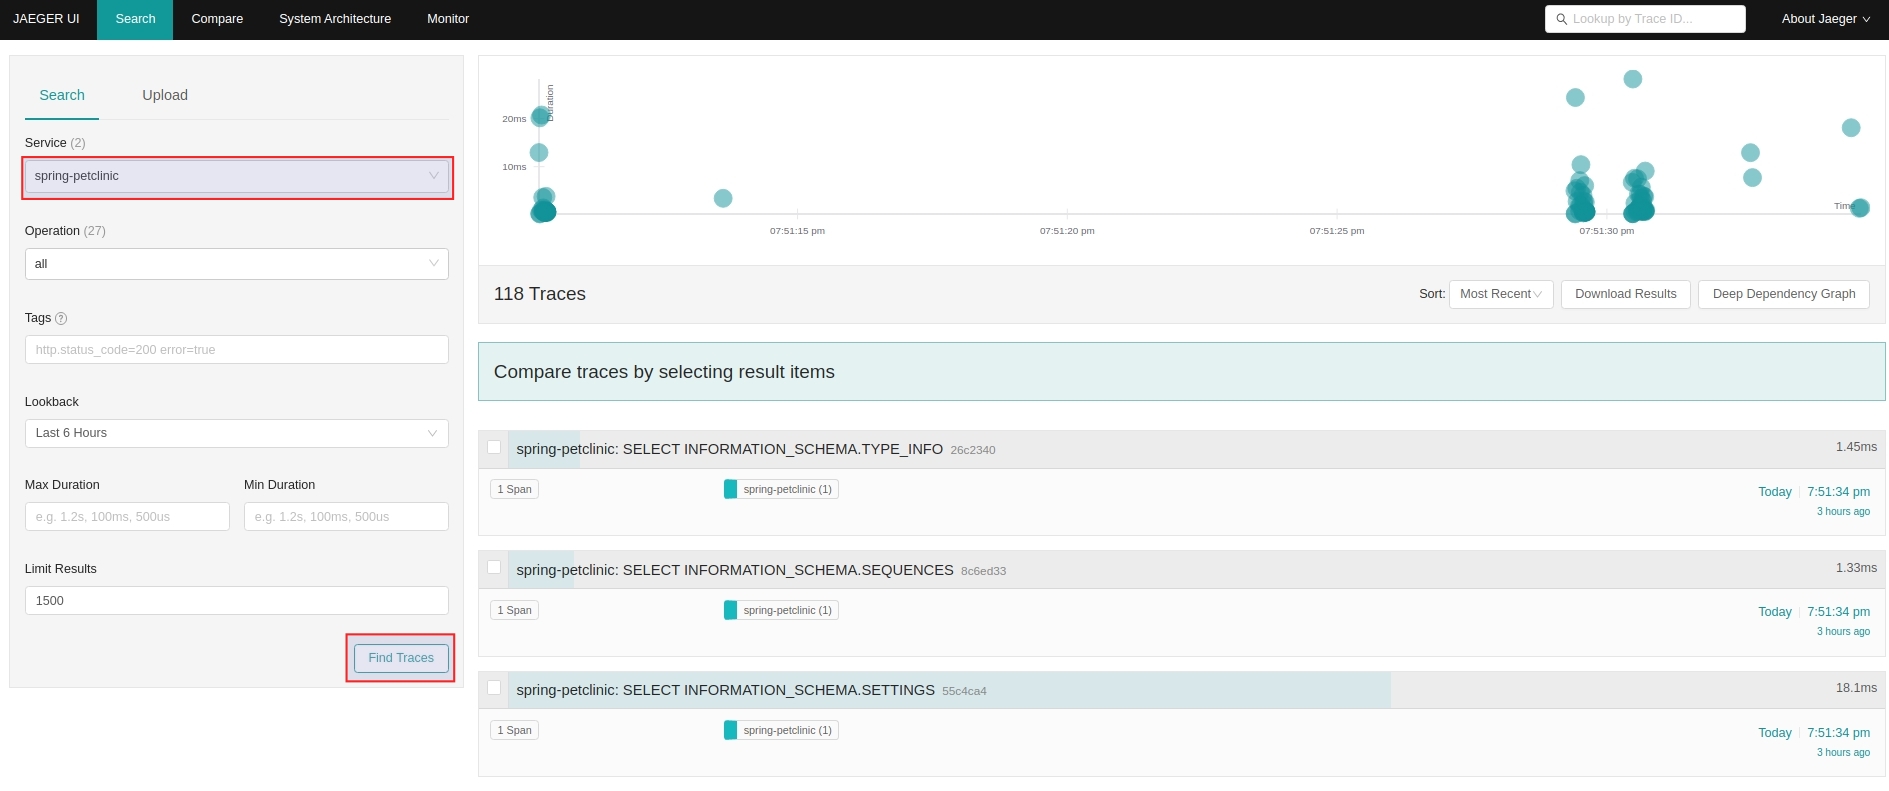 JAEGER UI Search Compare System Architecture Monitor Lookup by Trace ID... About Jaeger
Search Upload
Service (2)
spring-petclinic
Operation (27)
all
Tags ?
http.status_code=200 error=true
Lookback
Last 6 Hours
Max Duration Min Duration
e.g. 1.2s, 100ms, 500us e.g. 1.2s, 100ms, 500us
Limit Results
1500
Find Traces
Duration
20ms
10ms
Time
07:51:15 pm 07:51:20 pm 07:51:25 pm 07:51:30 pm
118 Traces Sort: Most Recent Download Results Deep Dependency Graph
Compare traces by selecting result items
spring-petclinic: SELECT INFORMATION_SCHEMA.TYPE_INFO 26c2340 1.45ms
1 Span spring-petclinic (1) Today 7:51:34 pm
3 hours ago
spring-petclinic: SELECT INFORMATION_SCHEMA.SEQUENCES 8c6ed33 1.33ms
1 Span spring-petclinic (1) Today 7:51:34 pm
3 hours ago
spring-petclinic: SELECT INFORMATION_SCHEMA.SETTINGS 55c4ca4 18.1ms
1 Span spring-petclinic (1) Today 7:51:34 pm
3 hours ago